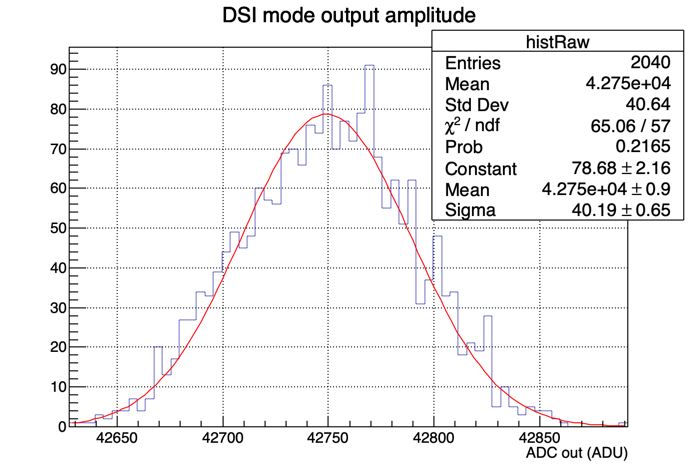 DSI mode output amplitude
histRaw
Entries 2040
Mean 4.275e+04
Std Dev 40.64
χ² / ndf 65.06 / 57
Prob 0.2165
Constant 78.68 ± 2.16
Mean 4.275e+04 ± 0.9
Sigma 40.19 ± 0.65
90
80
70
60
50
40
30
20
10
0
42650 42700 42750 42800 42850
ADC out (ADU)